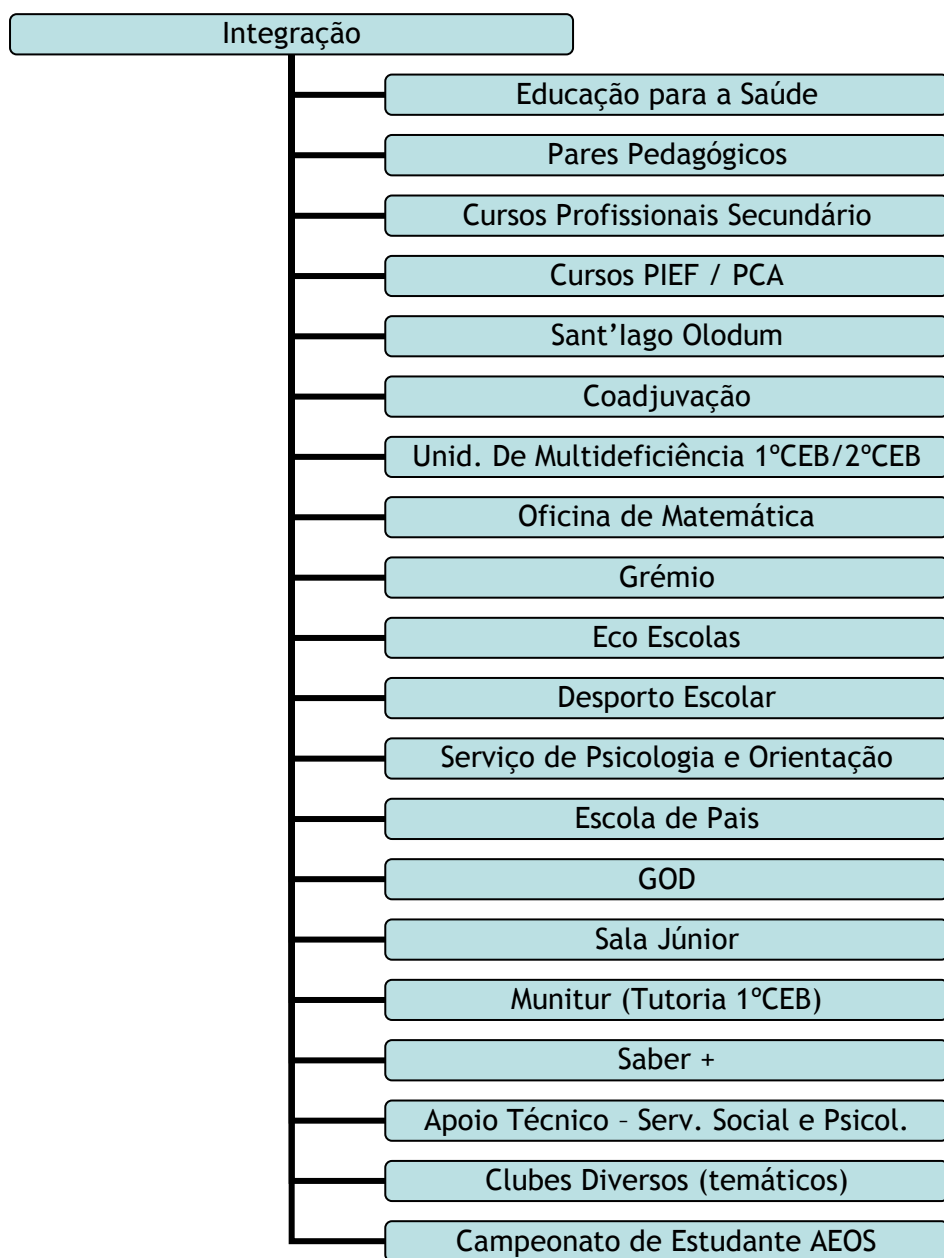 Integração
Educação para a Saúde
Pares Pedagógicos
Cursos Profissionais Secundário
Cursos PIEF / PCA
Sant’Iago Olodum
Coadjuvação
Unid. De Multideficiência 1ºCEB/2ºCEB
Oficina de Matemática
Grémio
Eco Escolas
Desporto Escolar
Serviço de Psicologia e Orientação
Escola de Pais
GOD
Sala Júnior
Munitur (Tutoria 1ºCEB)
Saber +
Apoio Técnico – Serv. Social e Psicol.
Clubes Diversos (temáticos)
Campeonato de Estudante AEOS